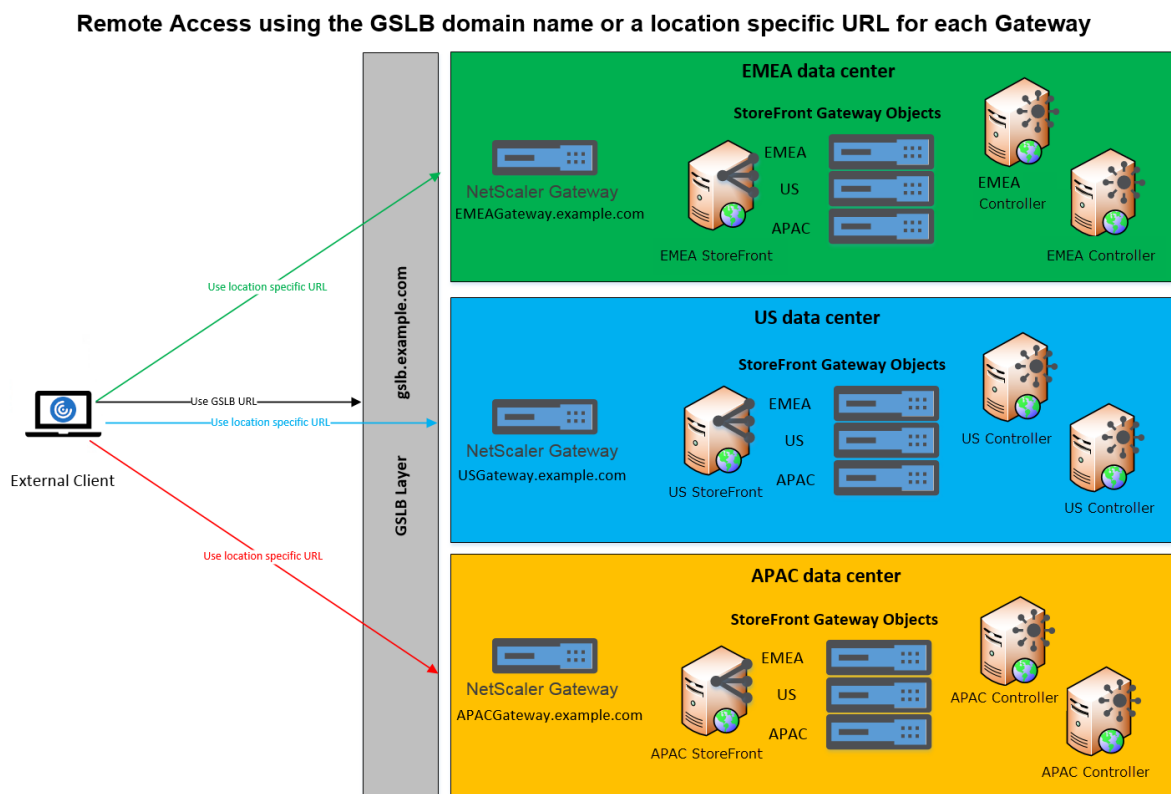 Remote Access using the GSLB domain name or a location specific URL for each Gateway
External Client
Use location specific URL
Use GSLB URL
Use location specific URL
Use location specific URL
gslb.example.com
GSLB Layer
EMEA data center
StoreFront Gateway Objects
NetScaler Gateway
EMEAGateway.example.com
EMEA
US
APAC
EMEA StoreFront
EMEA
Controller
EMEA Controller
US data center
StoreFront Gateway Objects
NetScaler Gateway
USGateway.example.com
EMEA
US
APAC
US StoreFront
US Controller
US Controller
APAC data center
StoreFront Gateway Objects
NetScaler Gateway
APACGateway.example.com
EMEA
US
APAC
APAC StoreFront
APAC Controller
APAC Controller